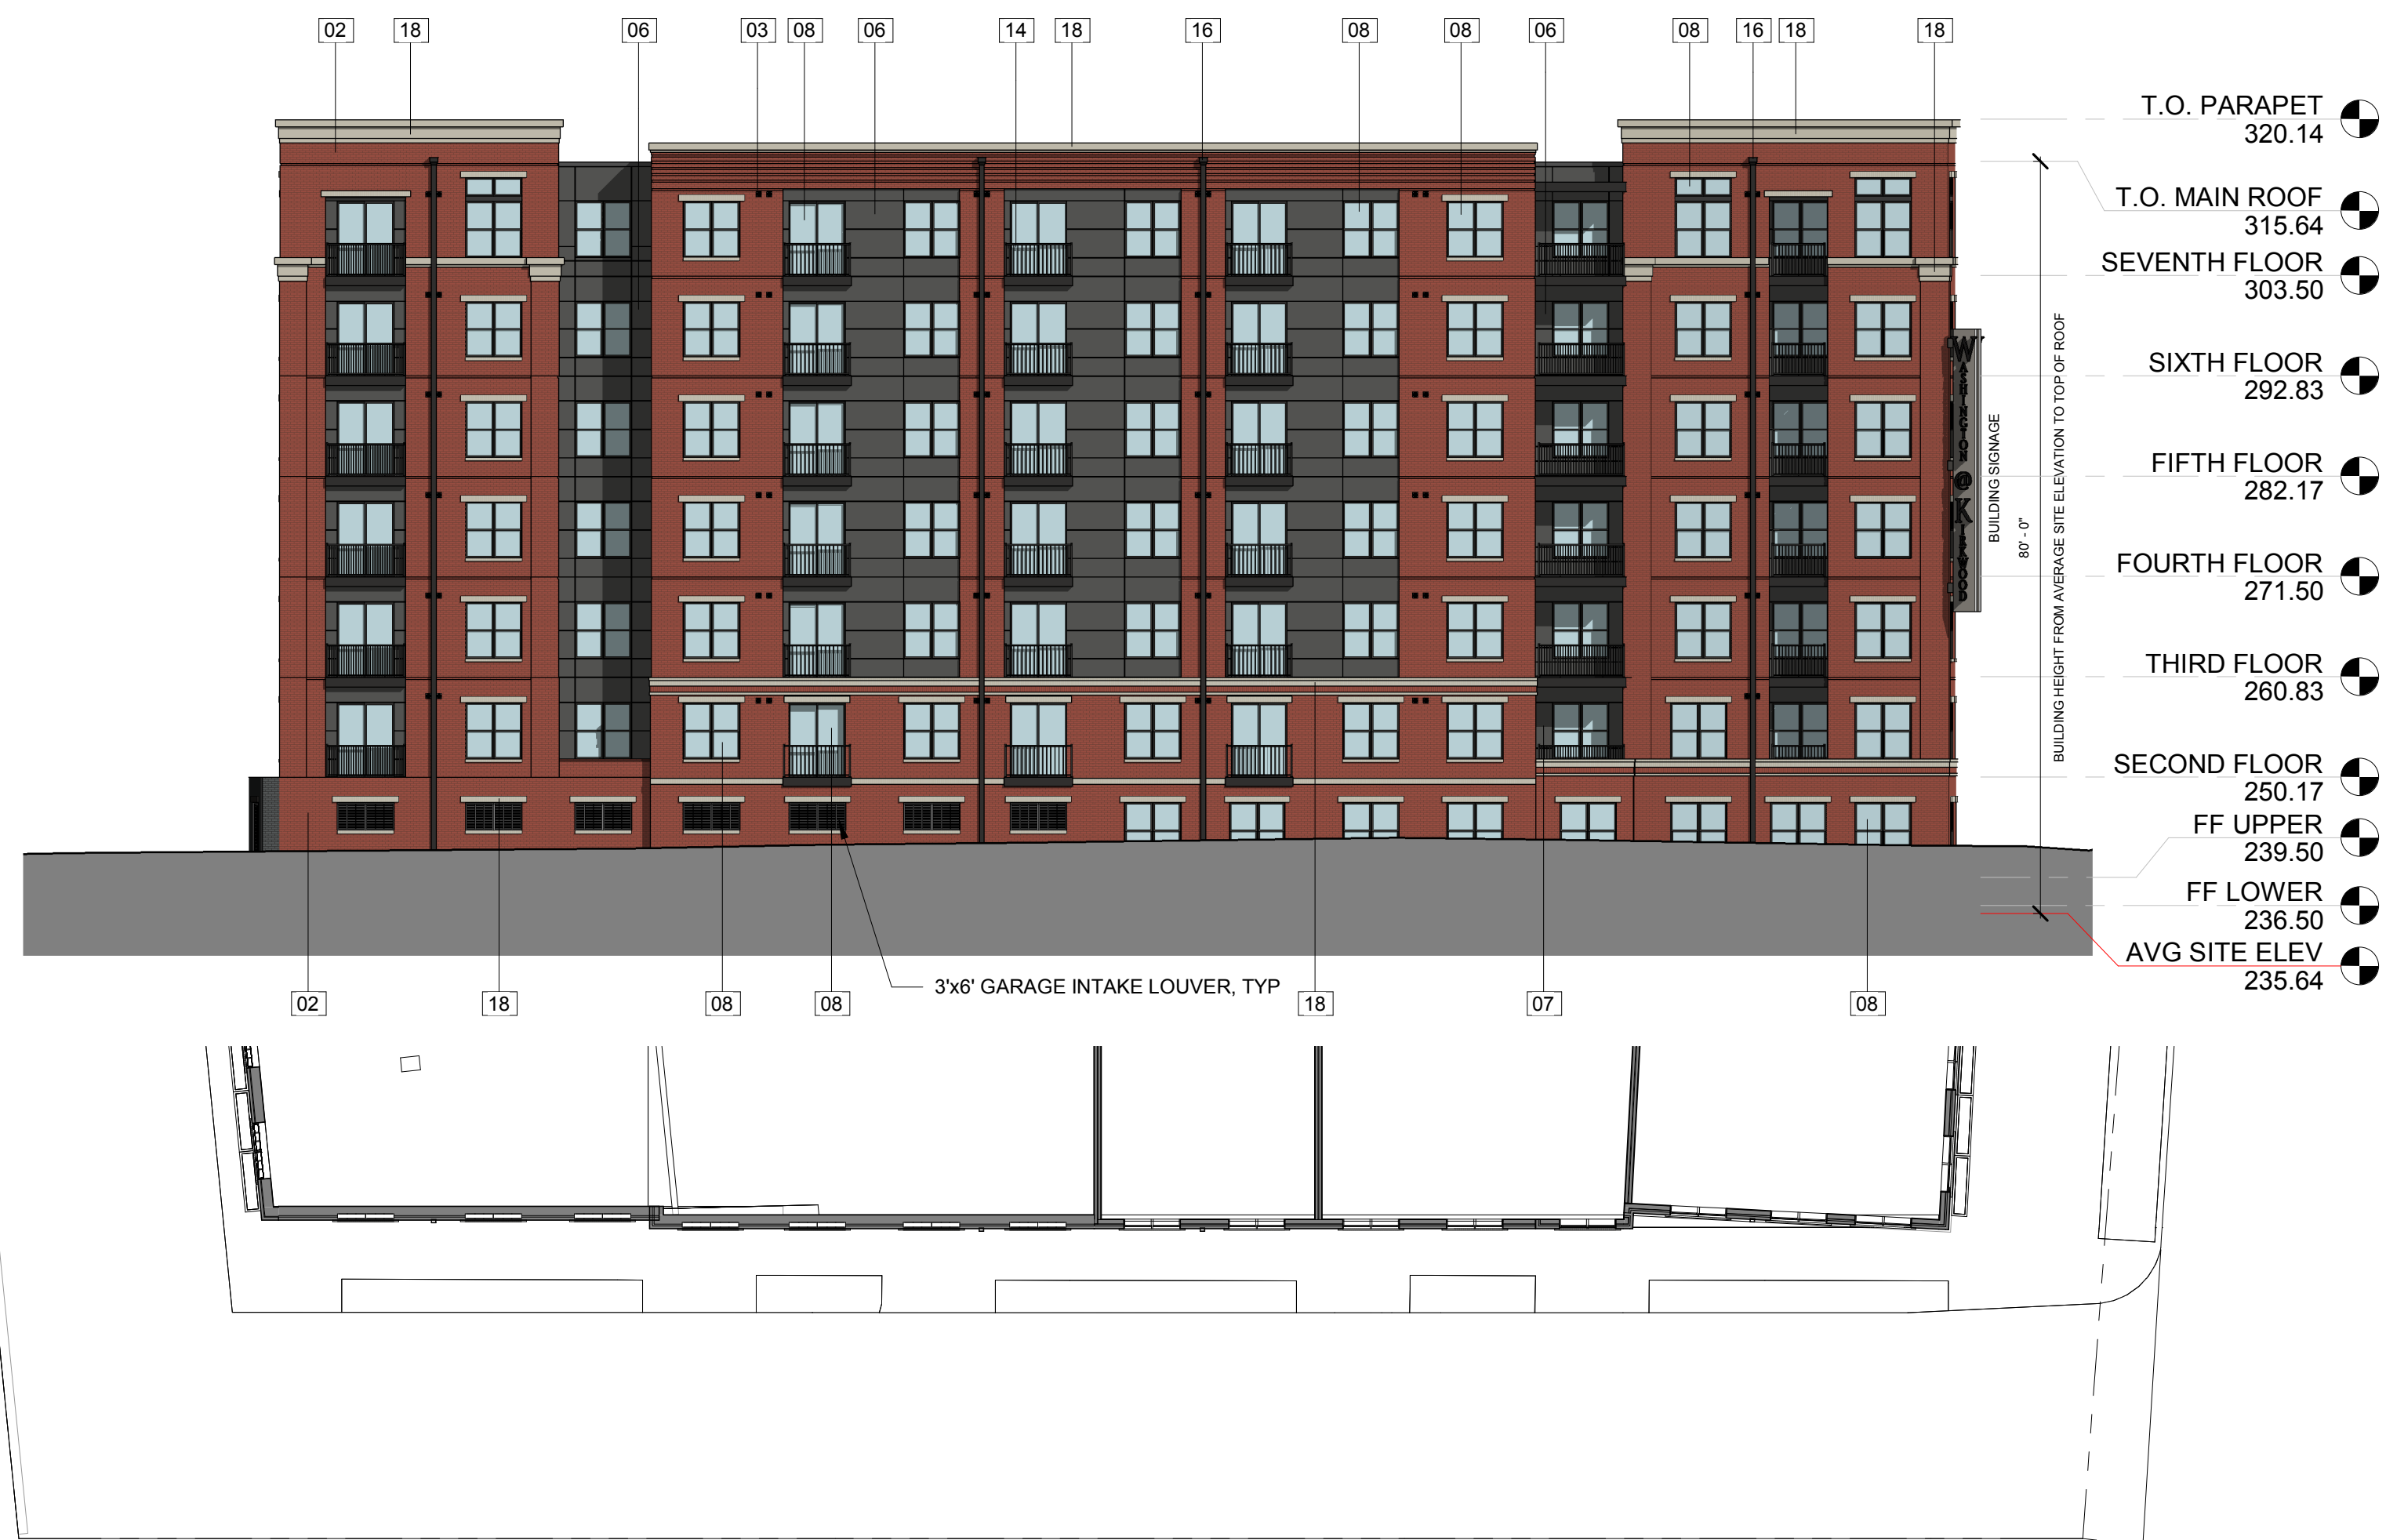 02
18
06
03
08
06
14
18
16
08
08
06
08
16
18
18
T.O. PARAPET
320.14
T.O. MAIN ROOF
315.64
SEVENTH FLOOR
303.50
SIXTH FLOOR
292.83
FIFTH FLOOR
282.17
FOURTH FLOOR
271.50
THIRD FLOOR
260.83
SECOND FLOOR
250.17
FF UPPER
239.50
FF LOWER
236.50
AVG SITE ELEV
235.64
WASHINGTON @ KIRKWOOD
BUILDING SIGNAGE
80' - 0"
BUILDING HEIGHT FROM AVERAGE SITE ELEVATION TO TOP OF ROOF
3'x6' GARAGE INTAKE LOUVER, TYP
02
18
08
08
18
07
08